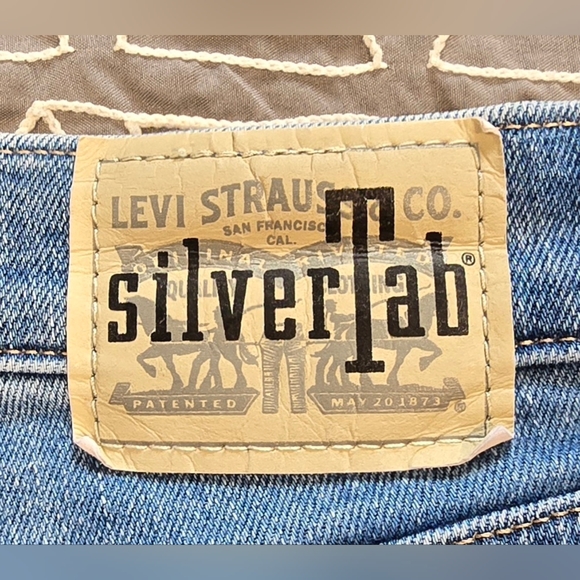 LEVI STRAUSS & CO.
SAN FRANCISCO
CAL.
silverTab®
PATENTED MAY 20 1873